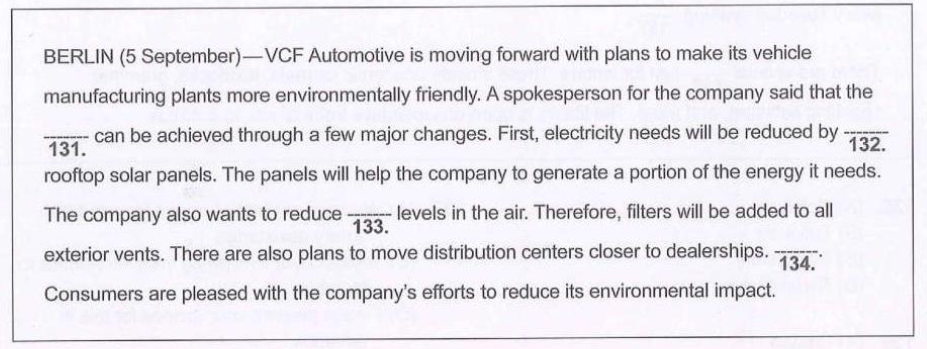 BERLIN (5 September)—VCF Automotive is moving forward with plans to make its vehicle
manufacturing plants more environmentally friendly. A spokesperson for the company said that the
------- can be achieved through a few major changes. First, electricity needs will be reduced by -------
131. 132.
rooftop solar panels. The panels will help the company to generate a portion of the energy it needs.
The company also wants to reduce ------- levels in the air. Therefore, filters will be added to all
133.
exterior vents. There are also plans to move distribution centers closer to dealerships. -------.
134.
Consumers are pleased with the company's efforts to reduce its environmental impact.